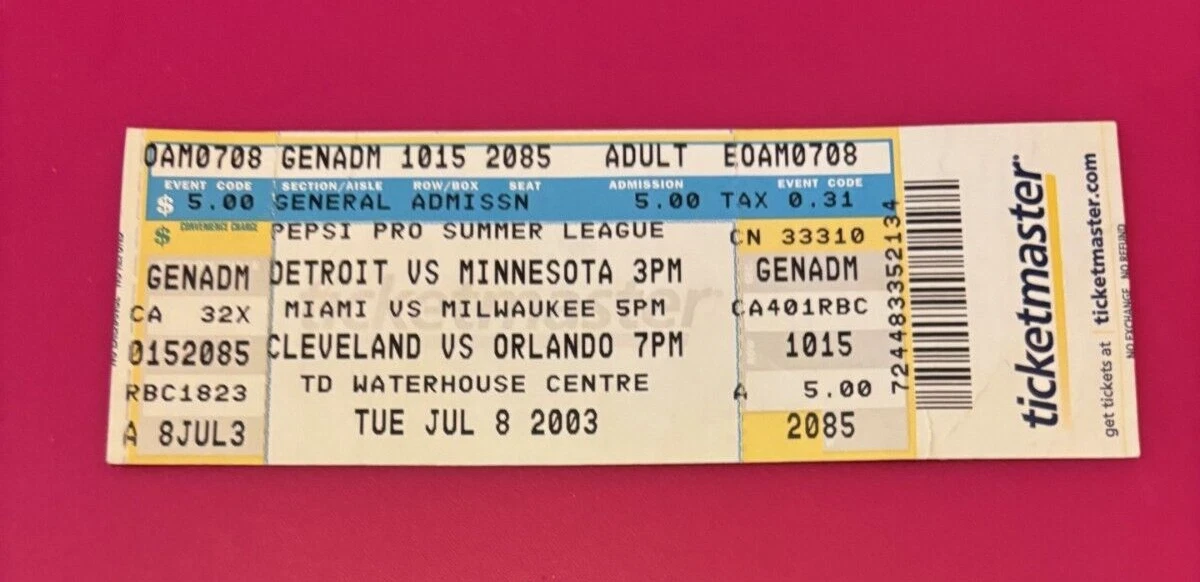 OAM0708 GENADM 1015 2085 ADULT EOAM0708
EVENT CODE SECTION/AISLE ROW/BOX SEAT ADMISSION EVENT CODE
$ 5.00 GENERAL ADMISSN 5.00 TAX 0.31
$ CONVENIENCE CHARGE PEPSI PRO SUMMER LEAGUE CN 33310
GENADM DETROIT VS MINNESOTA 3PM GENADM
CA 32X MIAMI VS MILWAUKEE 5PM CA401RBC
0152085 CLEVELAND VS ORLANDO 7PM 1015
RBC1823 TD WATERHOUSE CENTRE A 5.00
A 8JUL3 TUE JUL 8 2003 2085
724483352134
ticketmaster
ticketmaster
get tickets at ticketmaster.com
NO EXCHANGE NO REFUND